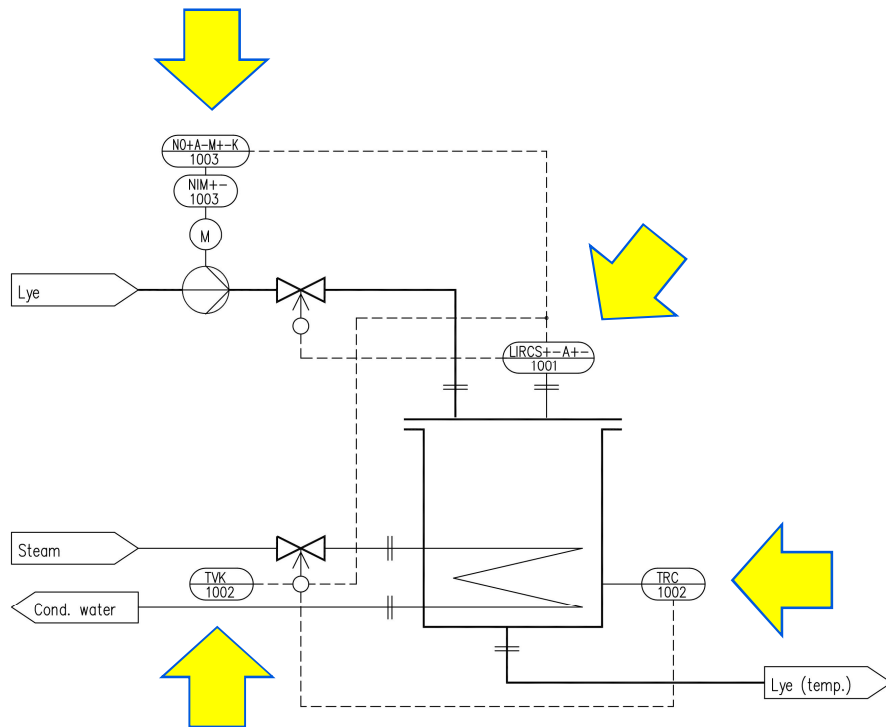 NO+A-M+-K
1003
NIM+-
1003
M
Lye
LIRCS+-A+-
1001
Steam
TVK
1002
TRC
1002
Cond. water
Lye (temp.)